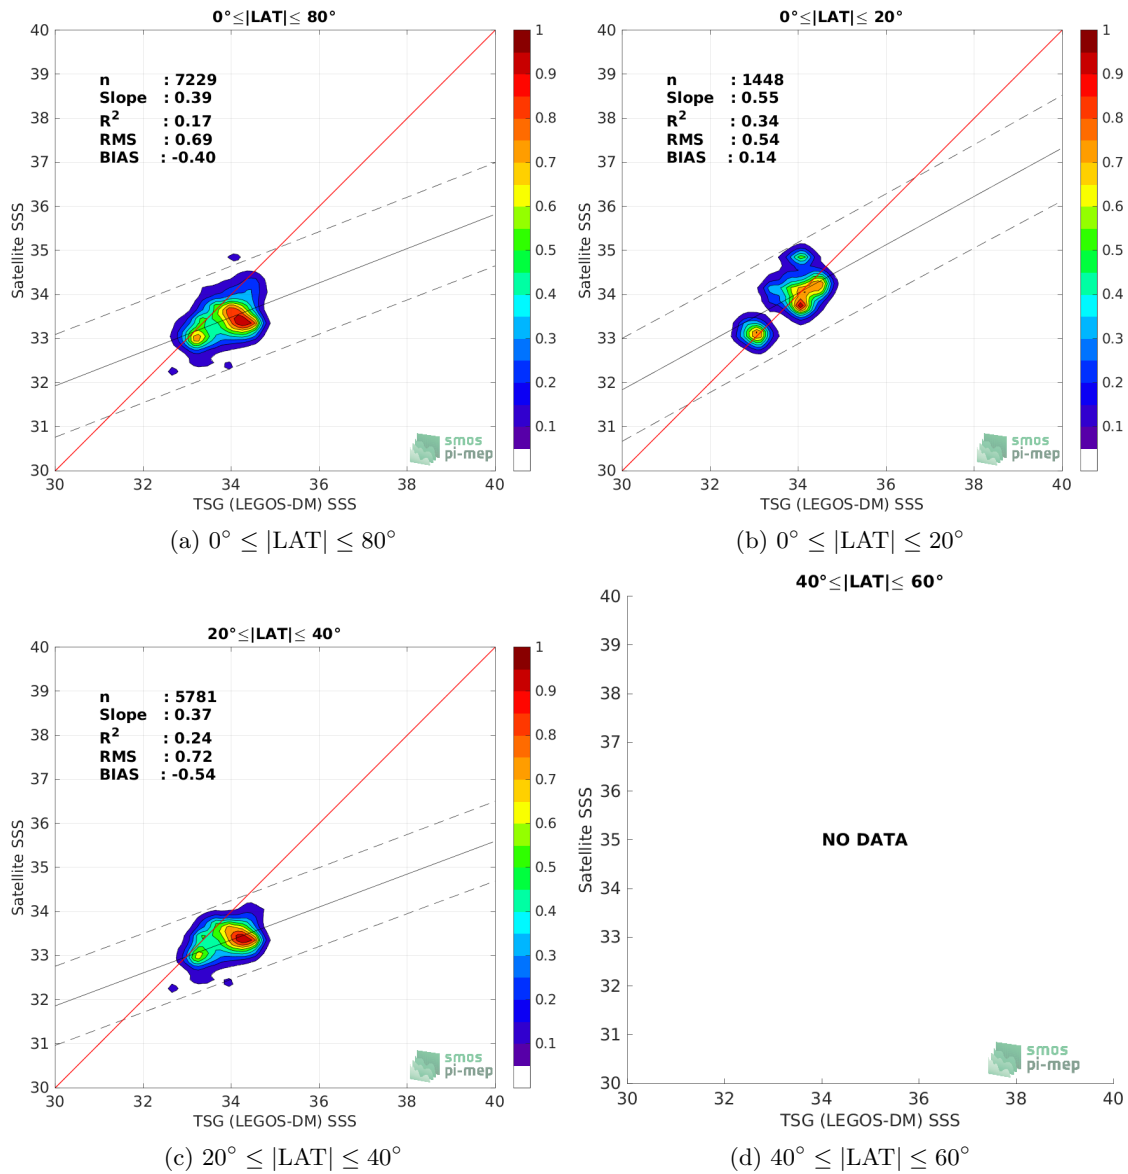 0°≤|LAT|≤ 80°
n : 7229
Slope : 0.39
R2 : 0.17
RMS : 0.69
BIAS : -0.40
40
39
38
37
36
35
34
33
32
31
30
Satellite SSS
30 32 34 36 38 40
TSG (LEGOS-DM) SSS
1
0.9
0.8
0.7
0.6
0.5
0.4
0.3
0.2
0.1
smos
pi-mep
(a) 0° ≤ |LAT| ≤ 80°
0°≤|LAT|≤ 20°
n : 1448
Slope : 0.55
R2 : 0.34
RMS : 0.54
BIAS : 0.14
40
39
38
37
36
35
34
33
32
31
30
Satellite SSS
30 32 34 36 38 40
TSG (LEGOS-DM) SSS
1
0.9
0.8
0.7
0.6
0.5
0.4
0.3
0.2
0.1
smos
pi-mep
(b) 0° ≤ |LAT| ≤ 20°
20°≤|LAT|≤ 40°
n : 5781
Slope : 0.37
R2 : 0.24
RMS : 0.72
BIAS : -0.54
40
39
38
37
36
35
34
33
32
31
30
Satellite SSS
30 32 34 36 38 40
TSG (LEGOS-DM) SSS
1
0.9
0.8
0.7
0.6
0.5
0.4
0.3
0.2
0.1
smos
pi-mep
(c) 20° ≤ |LAT| ≤ 40°
40°≤|LAT|≤ 60°
40
39
38
37
36
35
34
33
32
31
30
Satellite SSS
NO DATA
30 32 34 36 38 40
TSG (LEGOS-DM) SSS
smos
pi-mep
(d) 40° ≤ |LAT| ≤ 60°